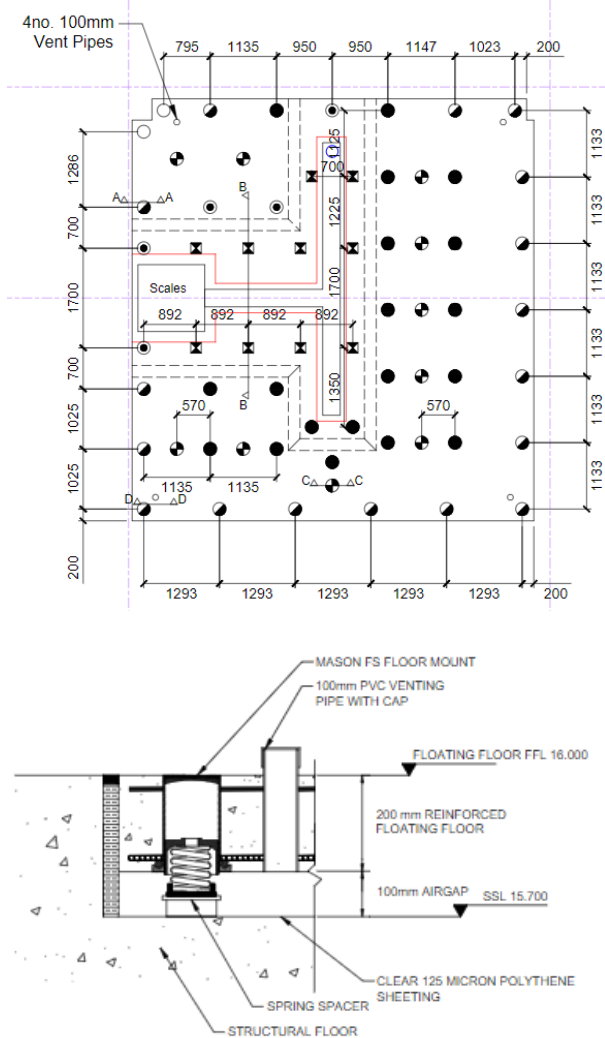 4no. 100mm
Vent Pipes
795
1135
950
950
1147
1023
200
1286
700
1700
700
1025
1025
200
1133
1133
1133
1133
1133
1133
A
A
B
B
C
C
D
D
Scales
892
892
892
892
700
1225
1700
1350
570
570
1135
1135
1293
1293
1293
1293
1293
200
MASON FS FLOOR MOUNT
100mm PVC VENTING
PIPE WITH CAP
FLOATING FLOOR FFL 16.000
200 mm REINFORCED
FLOATING FLOOR
100mm AIRGAP
SSL 15.700
CLEAR 125 MICRON POLYTHENE
SHEETING
SPRING SPACER
STRUCTURAL FLOOR